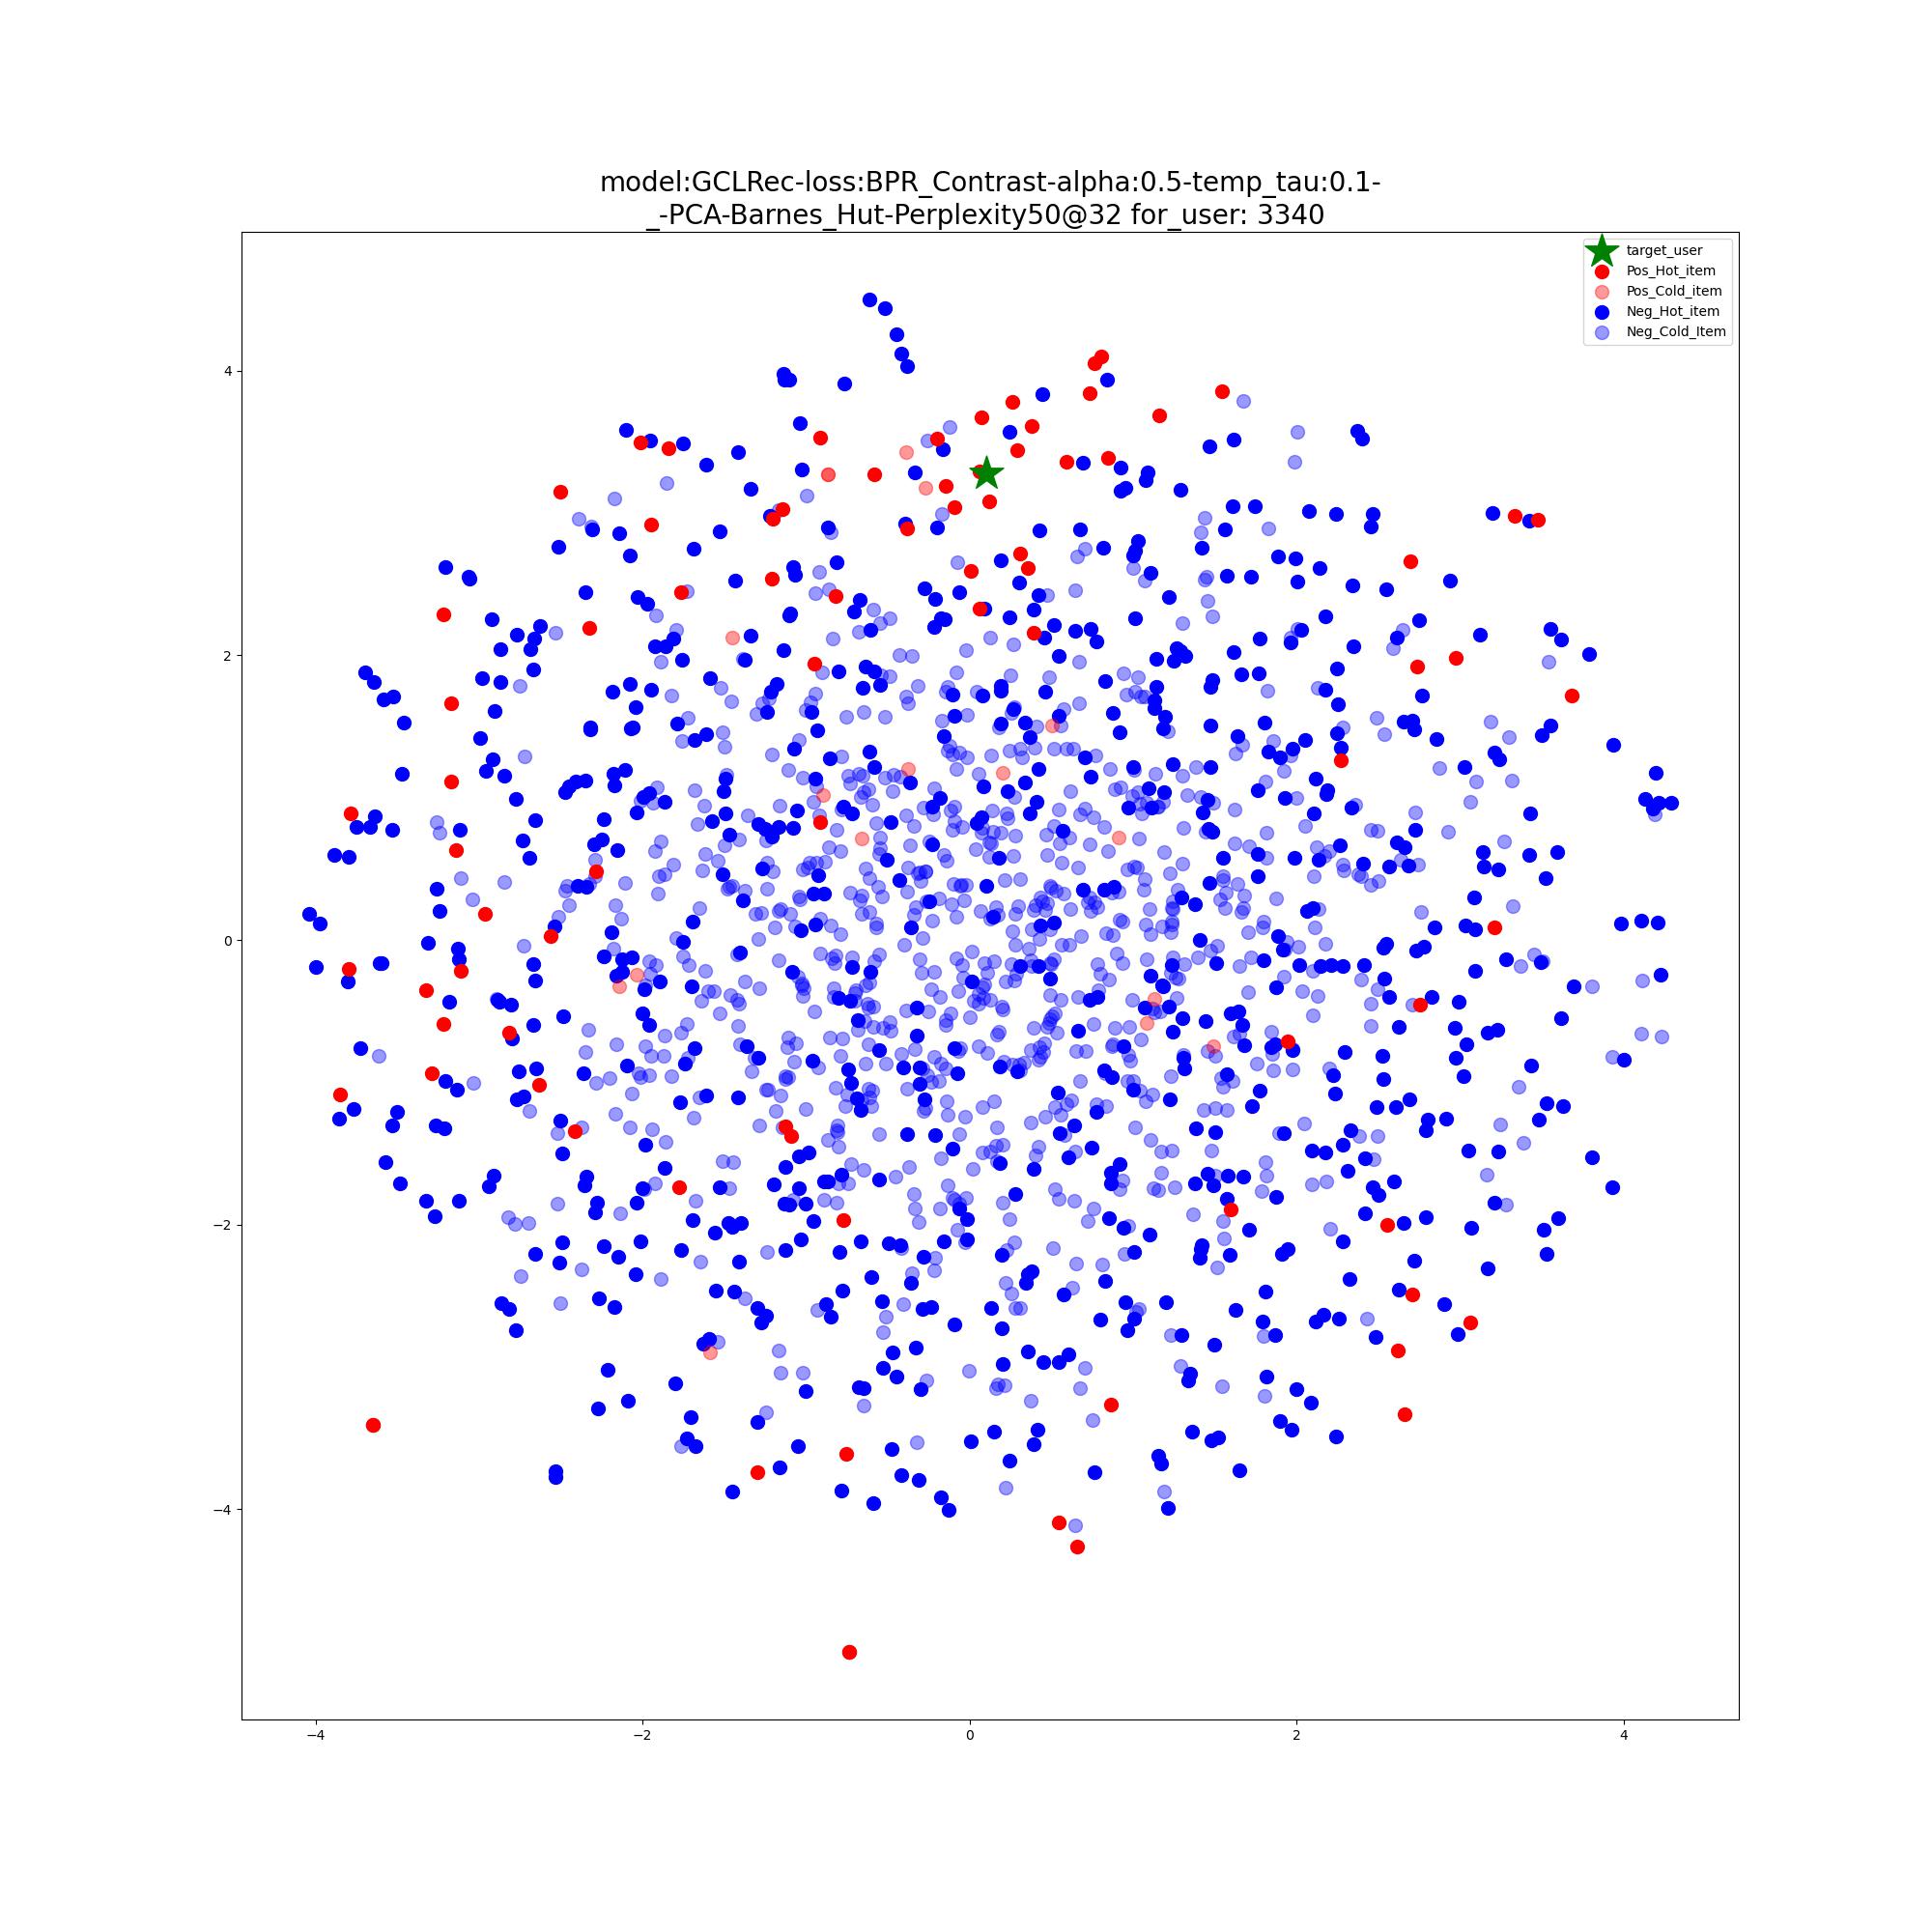 model:GCLRec-loss:BPR_Contrast-alpha:0.5-temp_tau:0.1-
_-PCA-Barnes_Hut-Perplexity50@32 for_user: 3340
target_user
Pos_Hot_item
Pos_Cold_item
Neg_Hot_item
Neg_Cold_Item
4
2
0
−2
−4
−4
−2
0
2
4